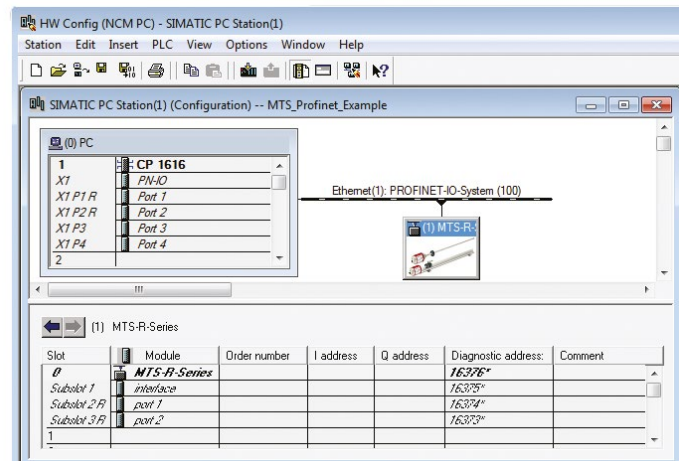 HW Config (NCM PC) - SIMATIC PC Station(1)
Station Edit Insert PLC View Options Window Help
SIMATIC PC Station(1) (Configuration) -- MTS_Profinet_Example
(0) PC
1 CP 1616
X1 PN-IO
X1 P1 R Port 1
X1 P2 R Port 2
X1 P3 Port 3
X1 P4 Port 4
2
Ethernet(1): PROFINET-IO-System (100)
(1) MTS-R-
(1) MTS-R-Series
Slot Module Order number I address Q address Diagnostic address: Comment
0 MTS-R-Series 16376*
Subslot 1 interface 16375*
Subslot 2 R port 1 16374*
Subslot 3 R port 2 16373*
1